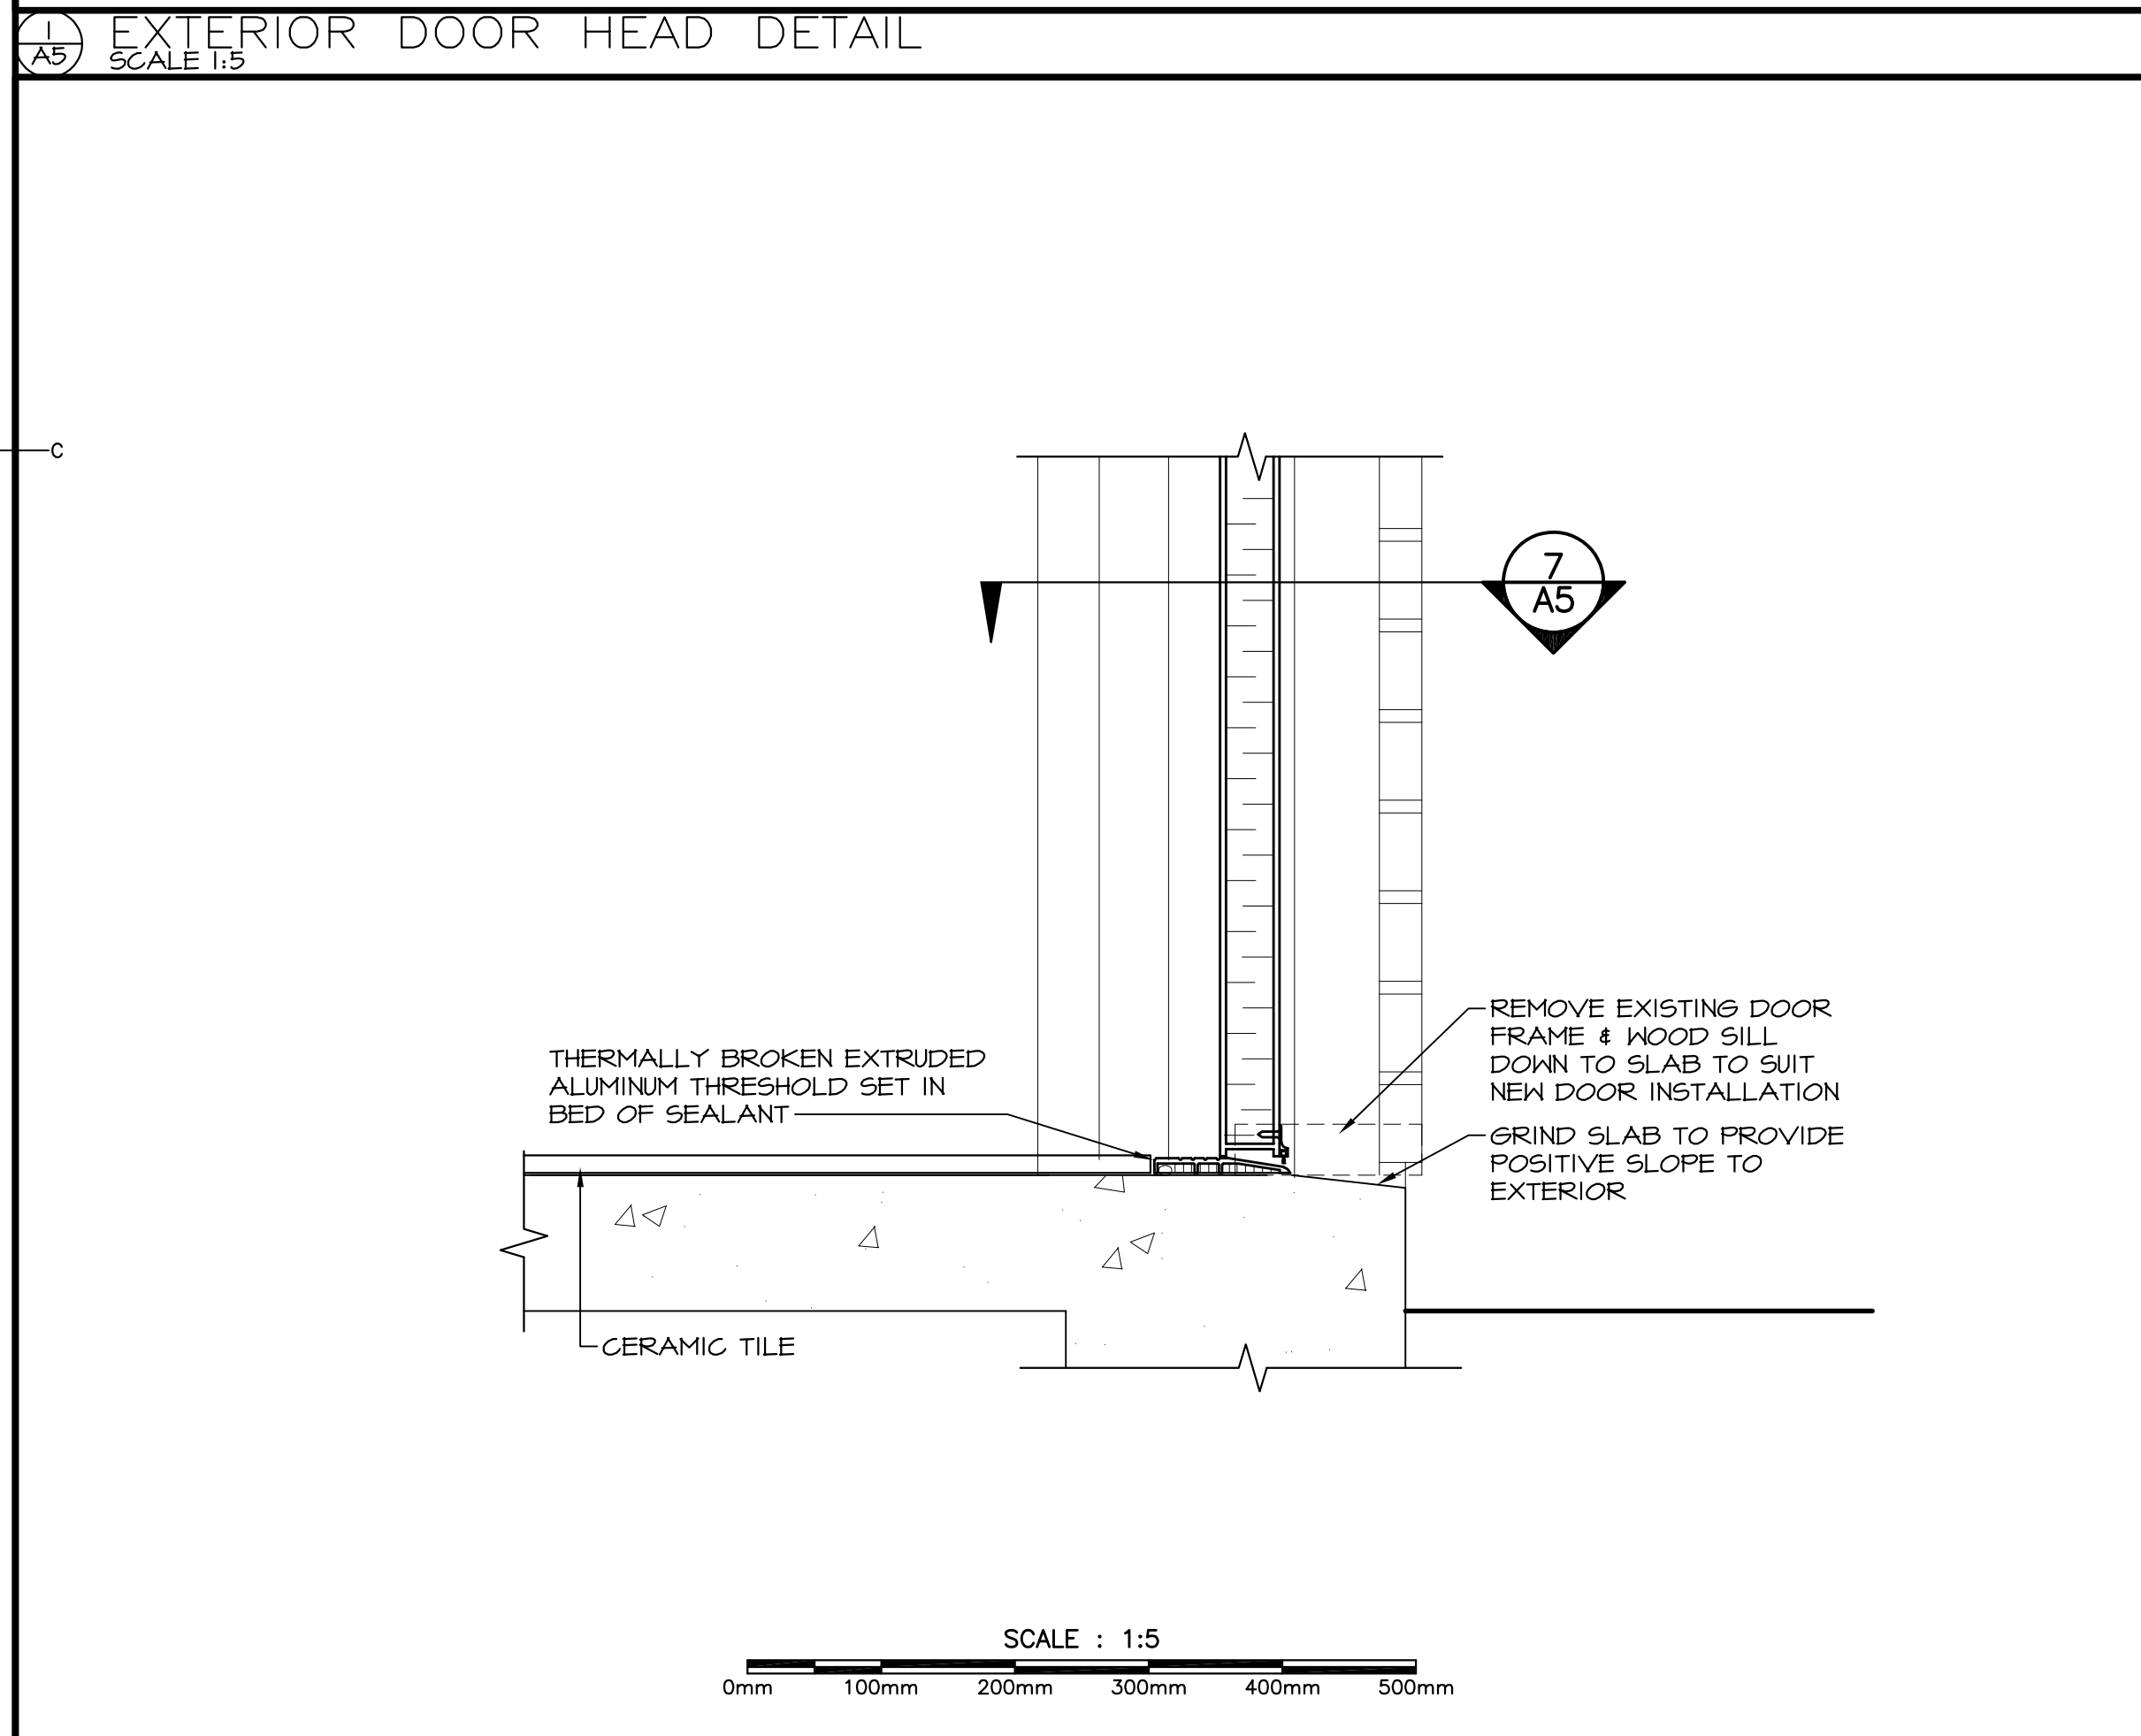 1
A5
EXTERIOR DOOR HEAD DETAIL
SCALE 1:5
C
7
A5
REMOVE EXISTING DOOR
FRAME & WOOD SILL
DOWN TO SLAB TO SUIT
NEW DOOR INSTALLATION
THERMALLY BROKEN EXTRUDED
ALUMINUM THRESHOLD SET IN
BED OF SEALANT
GRIND SLAB TO PROVIDE
POSITIVE SLOPE TO
EXTERIOR
CERAMIC TILE
SCALE : 1:5
0mm 100mm 200mm 300mm 400mm 500mm